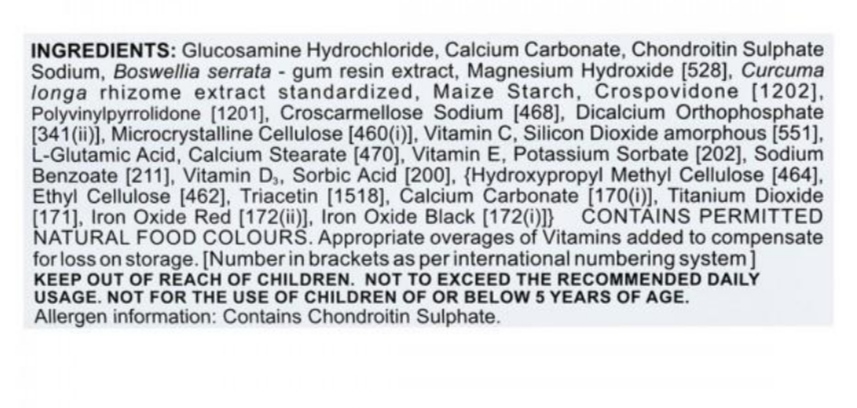 INGREDIENTS: Glucosamine Hydrochloride, Calcium Carbonate, Chondroitin Sulphate
Sodium, Boswellia serrata - gum resin extract, Magnesium Hydroxide [528], Curcuma
longa rhizome extract standardized, Maize Starch, Crospovidone [1202],
Polyvinylpyrrolidone [1201], Croscarmellose Sodium [468], Dicalcium Orthophosphate
[341(ii)], Microcrystalline Cellulose [460(i)], Vitamin C, Silicon Dioxide amorphous [551],
L-Glutamic Acid, Calcium Stearate [470], Vitamin E, Potassium Sorbate [202], Sodium
Benzoate [211], Vitamin D₃, Sorbic Acid [200], {Hydroxypropyl Methyl Cellulose [464],
Ethyl Cellulose [462], Triacetin [1518], Calcium Carbonate [170(i)], Titanium Dioxide
[171], Iron Oxide Red [172(ii)], Iron Oxide Black [172(i)]} CONTAINS PERMITTED
NATURAL FOOD COLOURS. Appropriate overages of Vitamins added to compensate
for loss on storage. [Number in brackets as per international numbering system]
KEEP OUT OF REACH OF CHILDREN. NOT TO EXCEED THE RECOMMENDED DAILY
USAGE. NOT FOR THE USE OF CHILDREN OF OR BELOW 5 YEARS OF AGE.
Allergen information: Contains Chondroitin Sulphate.